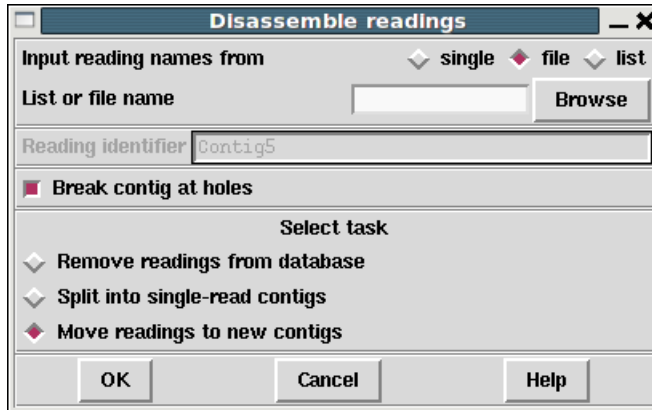 Disassemble readings
Input reading names from single file list
List or file name Browse
Reading identifier Contig5
Break contig at holes
Select task
Remove readings from database
Split into single-read contigs
Move readings to new contigs
OK Cancel Help